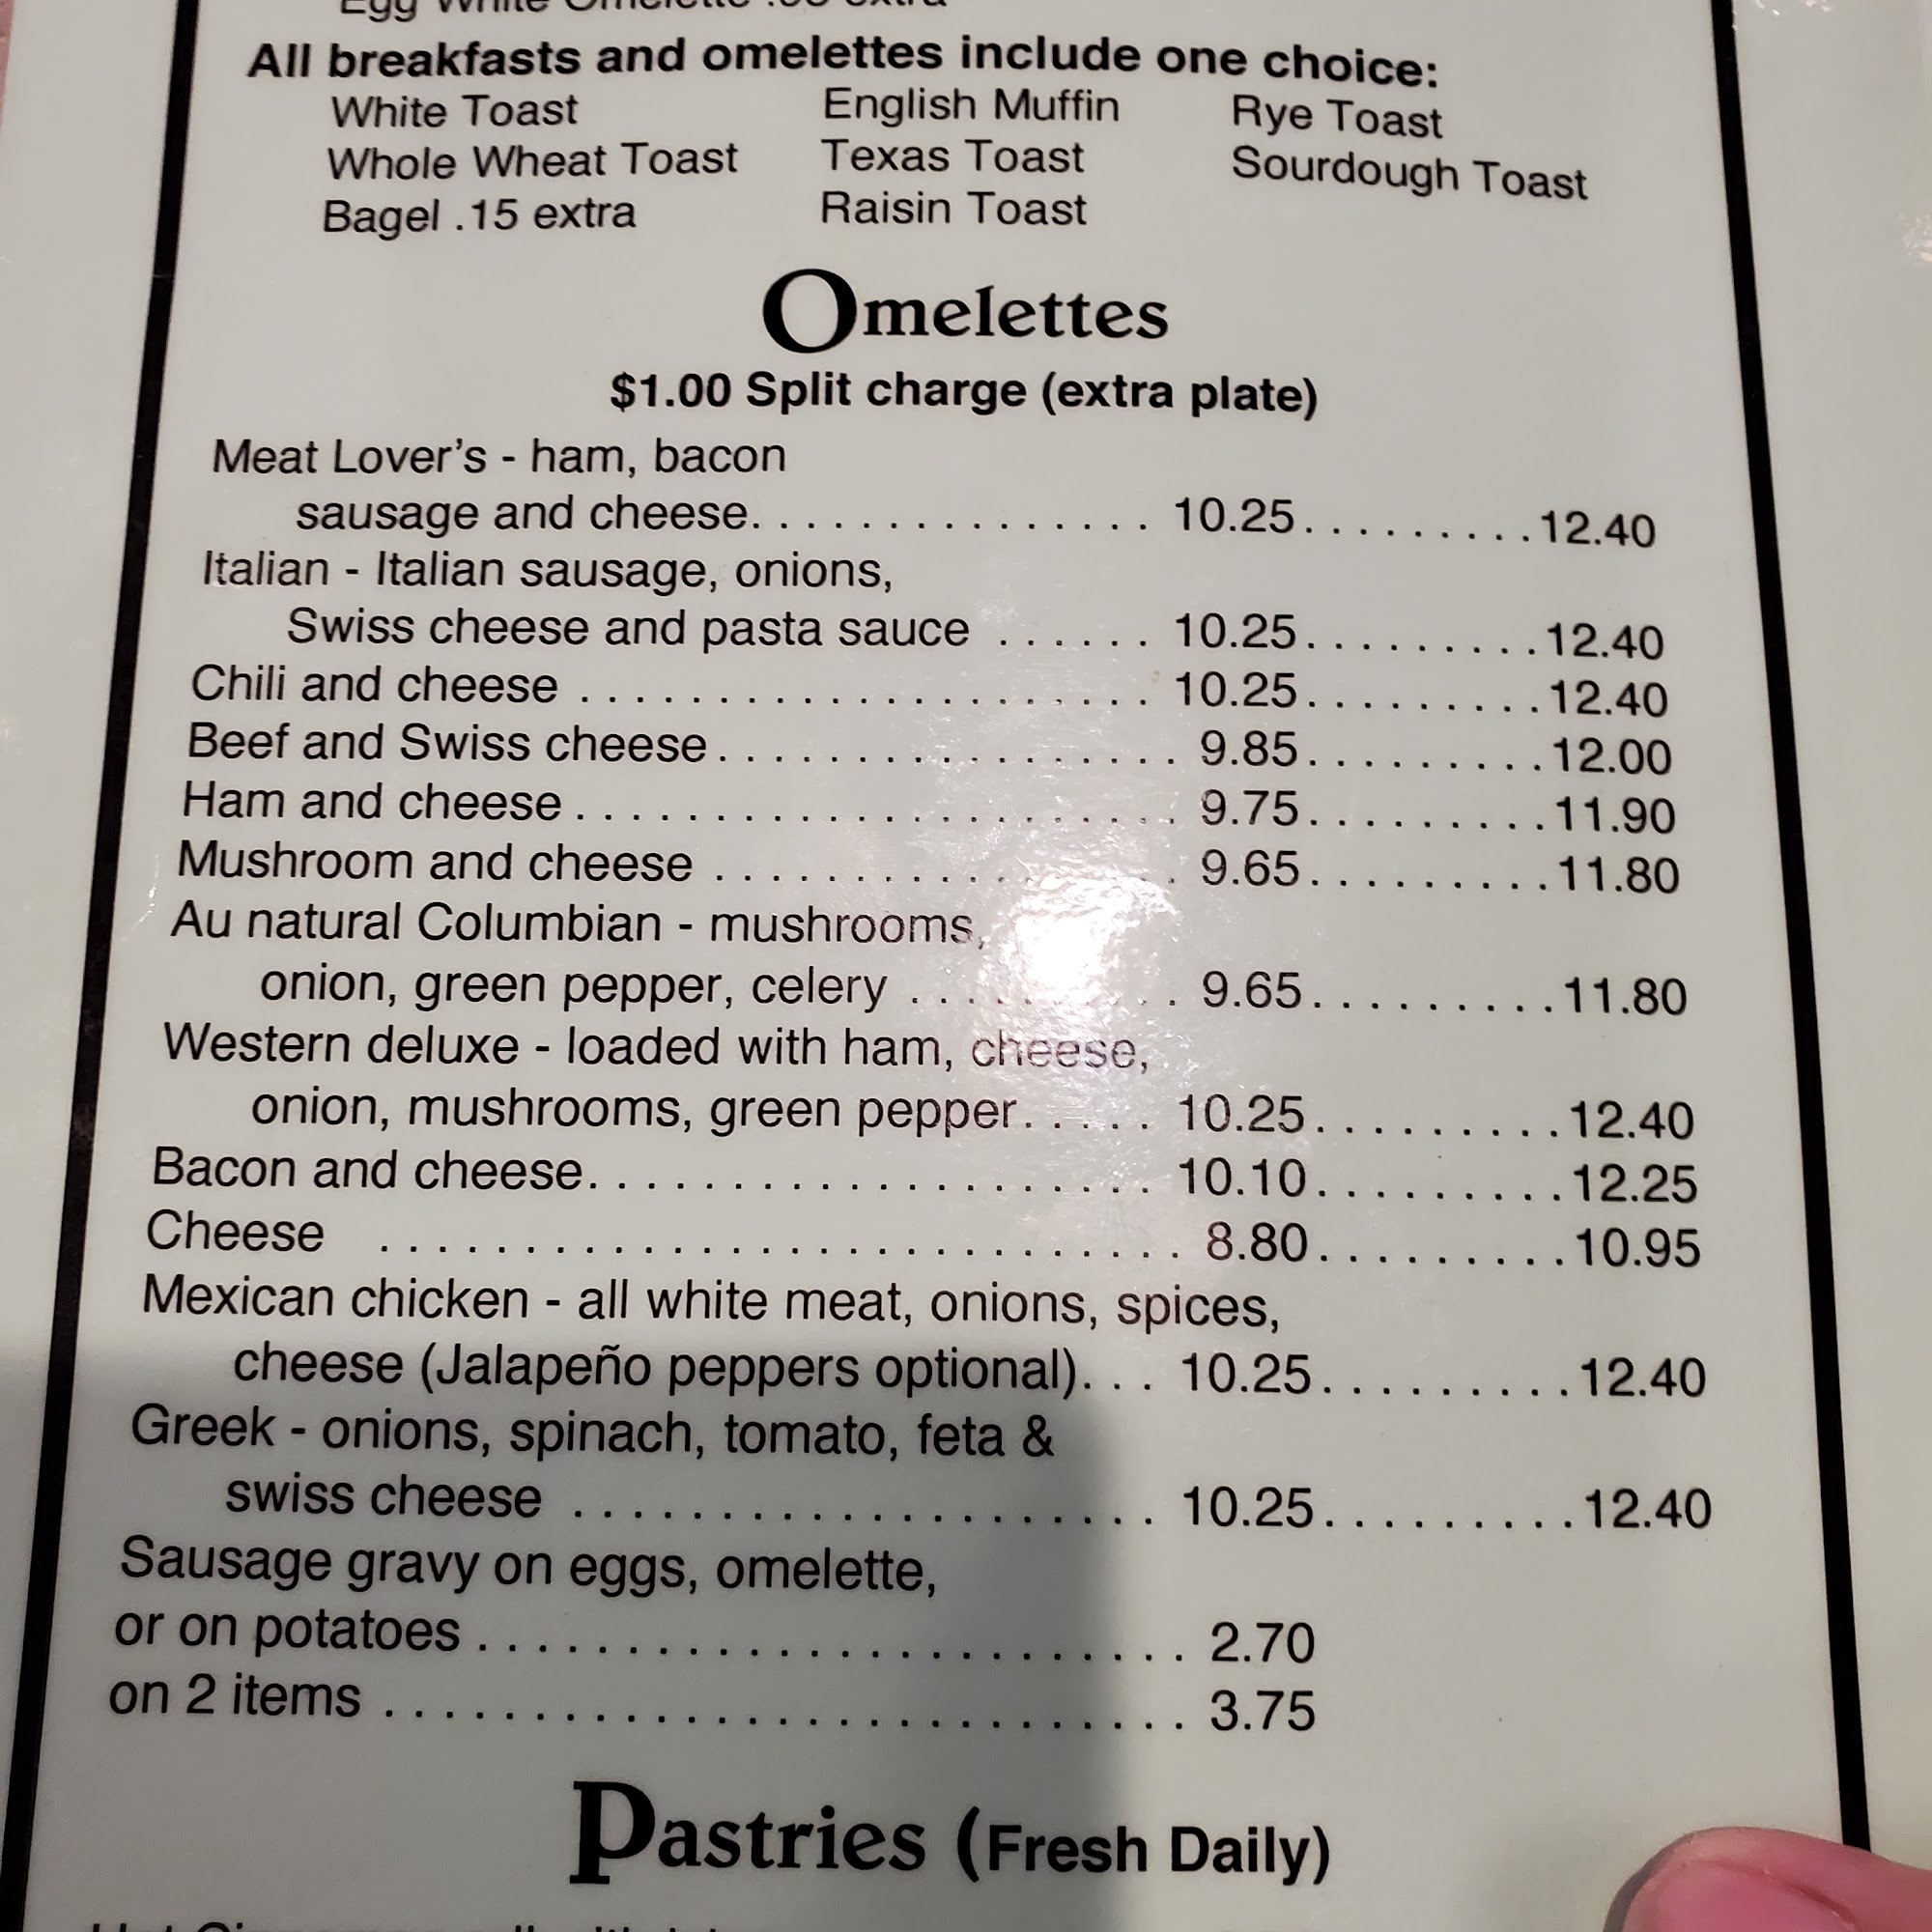 Egg White Omelette extra
All breakfasts and omelettes include one choice:
White Toast English Muffin Rye Toast
Whole Wheat Toast Texas Toast Sourdough Toast
Bagel .15 extra Raisin Toast
Omelettes
$1.00 Split charge (extra plate)
Meat Lover's - ham, bacon
sausage and cheese. . . . . . . . . . . . . . . 10.25. . . . . . . . .12.40
Italian - Italian sausage, onions,
Swiss cheese and pasta sauce . . . . . . 10.25. . . . . . . . .12.40
Chili and cheese . . . . . . . . . . . . . . . . . . . . 10.25. . . . . . . . .12.40
Beef and Swiss cheese. . . . . . . . . . . . . . . . 9.85. . . . . . . . .12.00
Ham and cheese. . . . . . . . . . . . . . . . . . . . . 9.75. . . . . . . . .11.90
Mushroom and cheese . . . . . . . . . . . . . . . . 9.65. . . . . . . . .11.80
Au natural Columbian - mushrooms,
onion, green pepper, celery . . . . . . . . . . 9.65. . . . . . . . .11.80
Western deluxe - loaded with ham, cheese,
onion, mushrooms, green pepper. . . . . 10.25. . . . . . . . .12.40
Bacon and cheese. . . . . . . . . . . . . . . . . . . . 10.10. . . . . . . . .12.25
Cheese . . . . . . . . . . . . . . . . . . . . . . . . . . . . 8.80. . . . . . . . .10.95
Mexican chicken - all white meat, onions, spices,
cheese (Jalapeño peppers optional). . . 10.25. . . . . . . . .12.40
Greek - onions, spinach, tomato, feta &
swiss cheese . . . . . . . . . . . . . . . . . . . . 10.25. . . . . . . . .12.40
Sausage gravy on eggs, omelette,
or on potatoes . . . . . . . . . . . . . . . . . . . . . . . . 2.70
on 2 items . . . . . . . . . . . . . . . . . . . . . . . . . . . 3.75
Pastries (Fresh Daily)